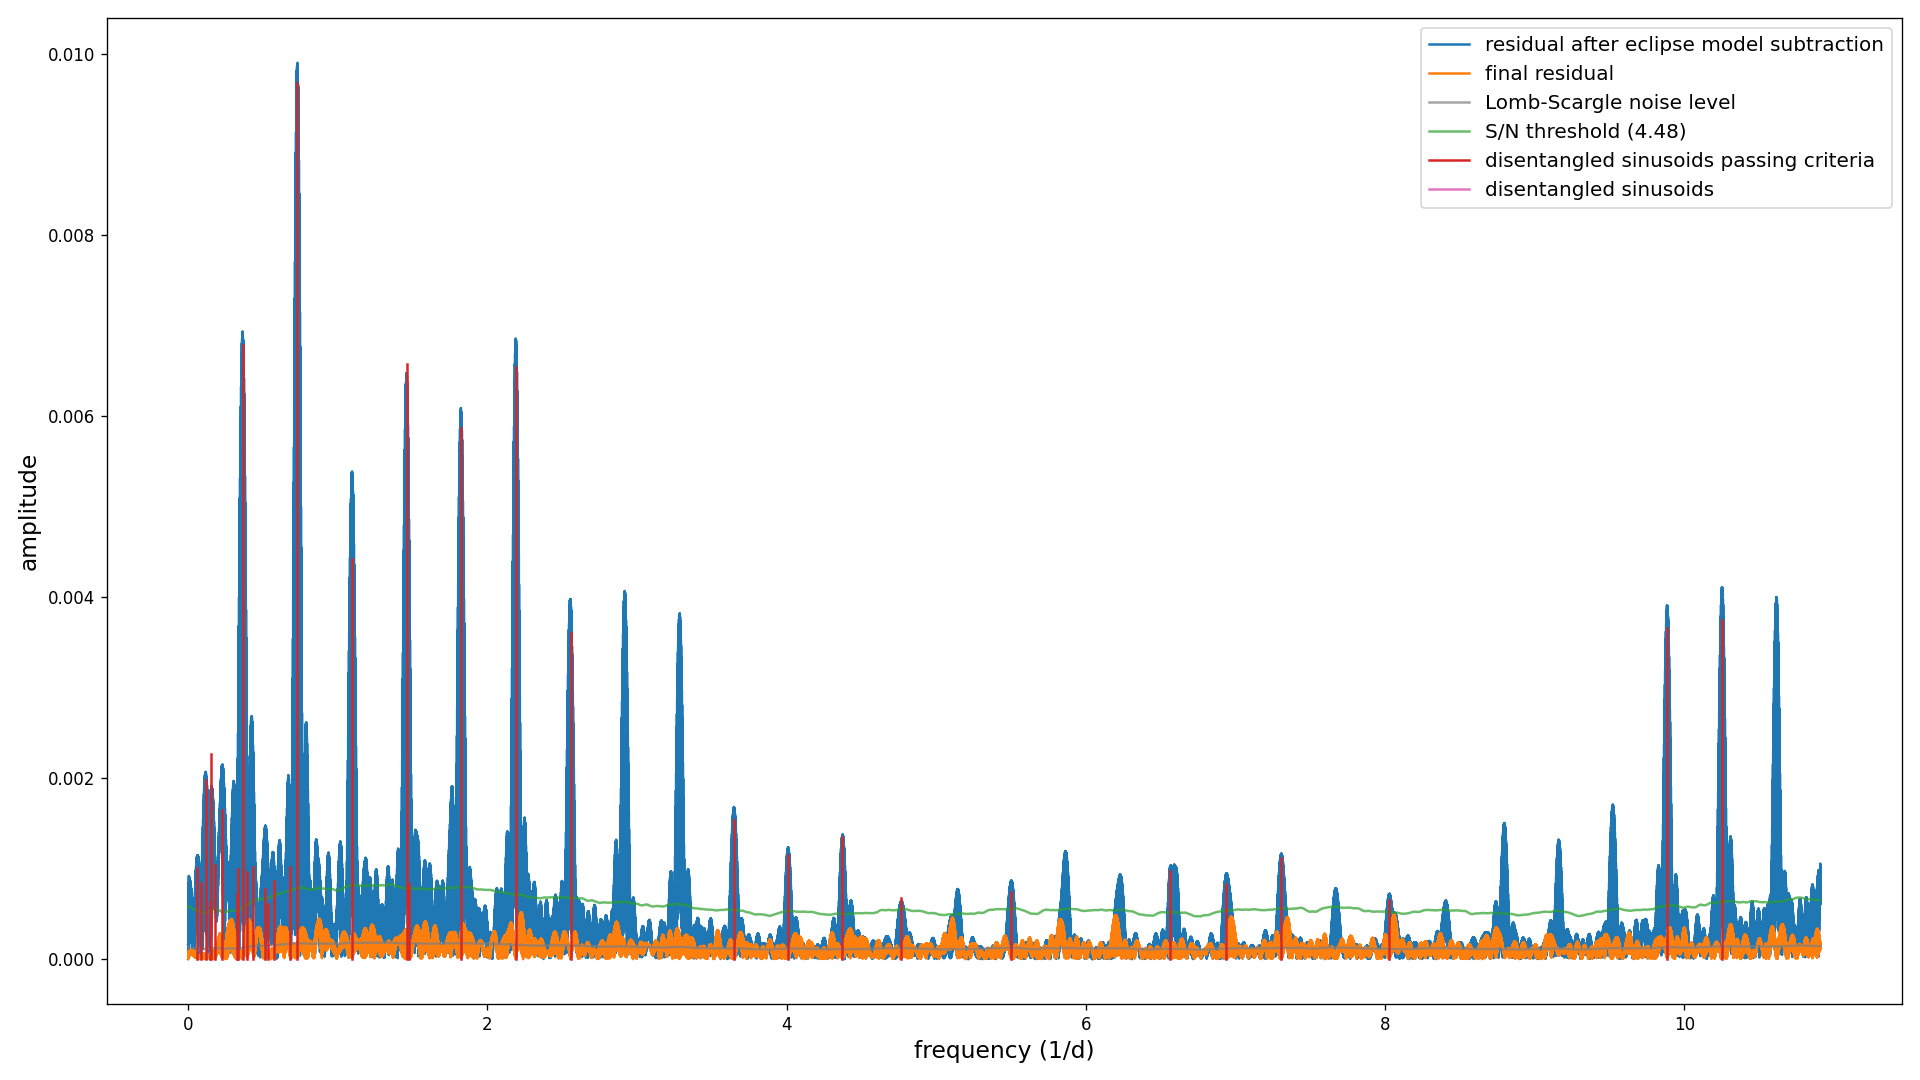 residual after eclipse model subtraction
final residual
Lomb-Scargle noise level
S/N threshold (4.48)
disentangled sinusoids passing criteria
disentangled sinusoids
amplitude
0.010
0.008
0.006
0.004
0.002
0.000
0 2 4 6 8 10
frequency (1/d)